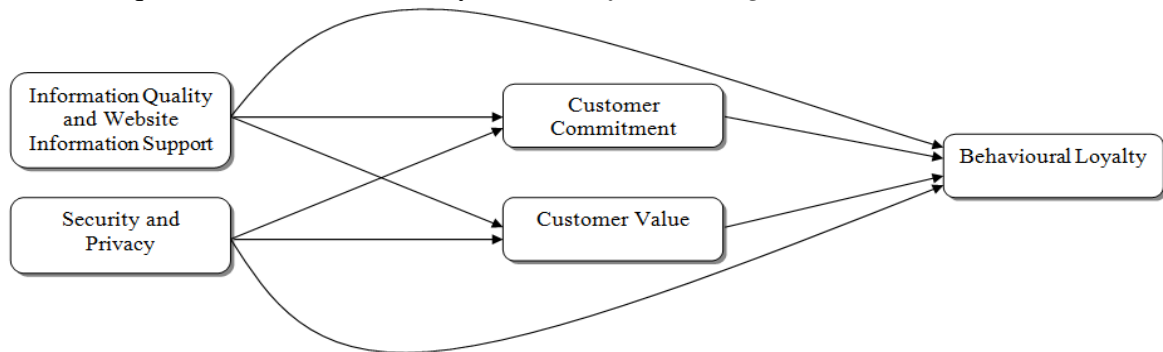 Information Quality
and Website
Information Support
Customer
Commitment
Behavioural Loyalty
Security and
Privacy
Customer Value